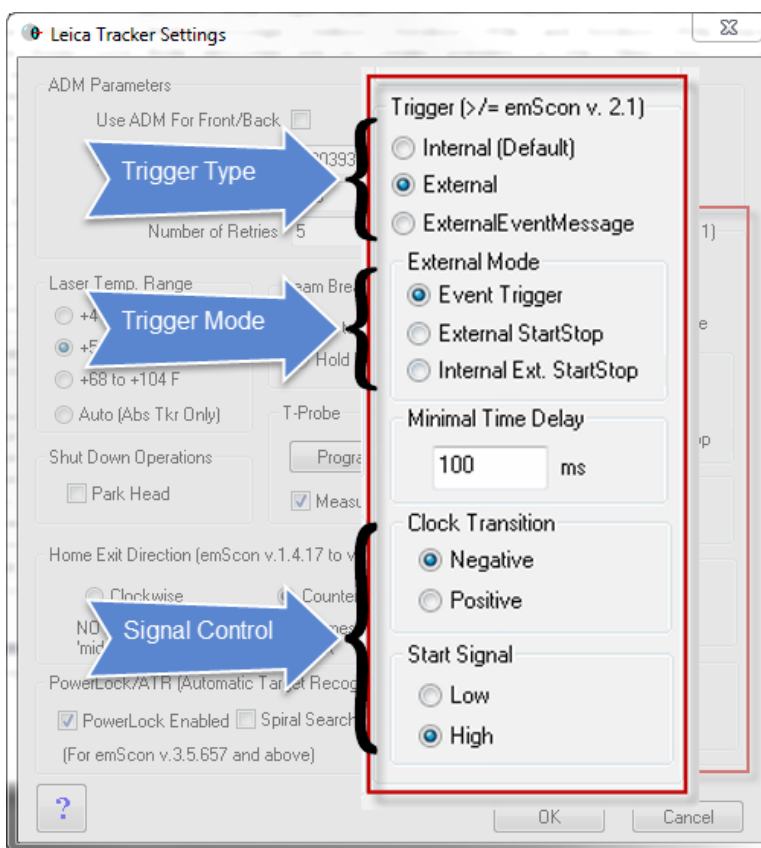 Leica Tracker Settings
ADM Parameters
Use ADM For Front/Back
Trigger Type
Number of Retries 5
Laser Temp. Range
Trigger Mode
Hold
+68 to +104 F
Auto (Abs Tkr Only)
T-Probe
Shut Down Operations
Park Head
Home Exit Direction (emScon v.1.4.17 to v
Clockwise
Signal Control
PowerLock/ATR (Automatic Target Recog
PowerLock Enabled Spiral Search
(For emScon v.3.5.657 and above)
?
Trigger (>/= emScon v. 2.1)
Internal (Default)
External
ExternalEventMessage
External Mode
Event Trigger
External StartStop
Internal Ext. StartStop
Minimal Time Delay
100 ms
Clock Transition
Negative
Positive
Start Signal
Low
High
1)
OK Cancel